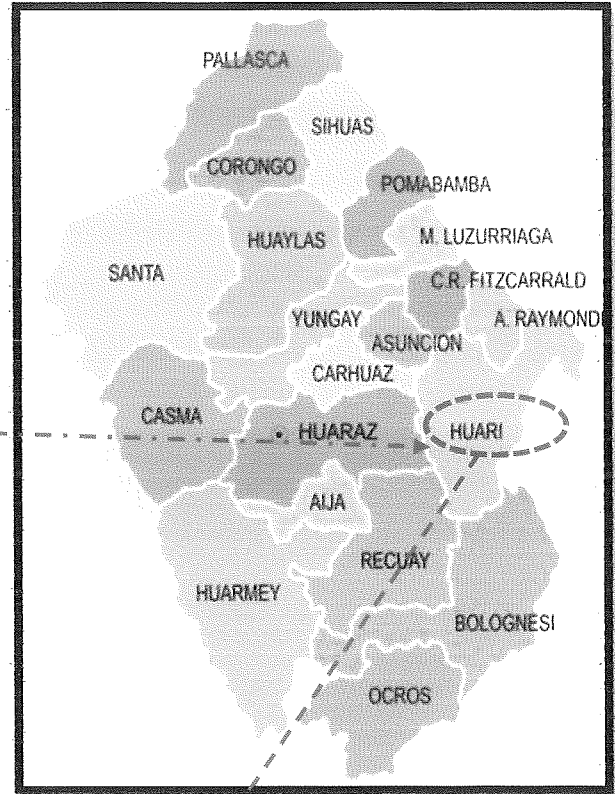 PALLASCA
SIHUAS
CORONGO
POMABAMBA
HUAYLAS
M. LUZURRIAGA
SANTA
C.R. FITZCARRALD
YUNGAY
A. RAYMONDI
ASUNCION
CARHUAZ
CASMA
HUARAZ
HUARI
AIJA
RECUAY
HUARMEY
BOLOGNESI
OCROS